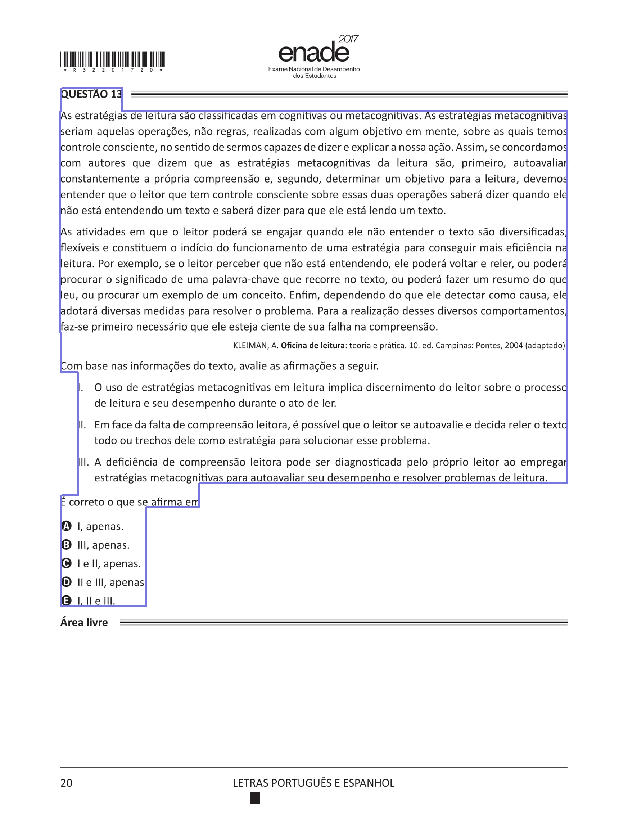 *R3220172D*
2017
enade
Exame Nacional de Desempenho
dos Estudantes
QUESTÃO 13
As estratégias de leitura são classificadas em cognitivas ou metacognitivas. As estratégias metacognitivas
seriam aquelas operações, não regras, realizadas com algum objetivo em mente, sobre as quais temos
controle consciente, no sentido de sermos capazes de dizer e explicar a nossa ação. Assim, se concordamos
com autores que dizem que as estratégias metacognitivas da leitura são, primeiro, autoavaliar
constantemente a própria compreensão e, segundo, determinar um objetivo para a leitura, devemos
entender que o leitor que tem controle consciente sobre essas duas operações saberá dizer quando ele
não está entendendo um texto e saberá dizer para que ele está lendo um texto.
As atividades em que o leitor poderá se engajar quando ele não entender o texto são diversificadas,
flexíveis e constituem o indício do funcionamento de uma estratégia para conseguir mais eficiência na
leitura. Por exemplo, se o leitor perceber que não está entendendo, ele poderá voltar e reler, ou poderá
procurar o significado de uma palavra-chave que recorre no texto, ou poderá fazer um resumo do que
leu, ou procurar um exemplo de um conceito. Enfim, dependendo do que ele detectar como causa, ele
adotará diversas medidas para resolver o problema. Para a realização desses diversos comportamentos,
faz-se primeiro necessário que ele esteja ciente de sua falha na compreensão.
KLEIMAN, A. Oficina de leitura: teoria e prática. 10. ed. Campinas: Pontes, 2004 (adaptado)
Com base nas informações do texto, avalie as afirmações a seguir.
I. O uso de estratégias metacognitivas em leitura implica discernimento do leitor sobre o processo
de leitura e seu desempenho durante o ato de ler.
II. Em face da falta de compreensão leitora, é possível que o leitor se autoavalie e decida reler o texto
todo ou trechos dele como estratégia para solucionar esse problema.
III. A deficiência de compreensão leitora pode ser diagnosticada pelo próprio leitor ao empregar
estratégias metacognitivas para autoavaliar seu desempenho e resolver problemas de leitura.
É correto o que se afirma em
A I, apenas.
B III, apenas.
C I e II, apenas.
D II e III, apenas
E I, II e III.
Área livre
20
LETRAS PORTUGUÊS E ESPANHOL